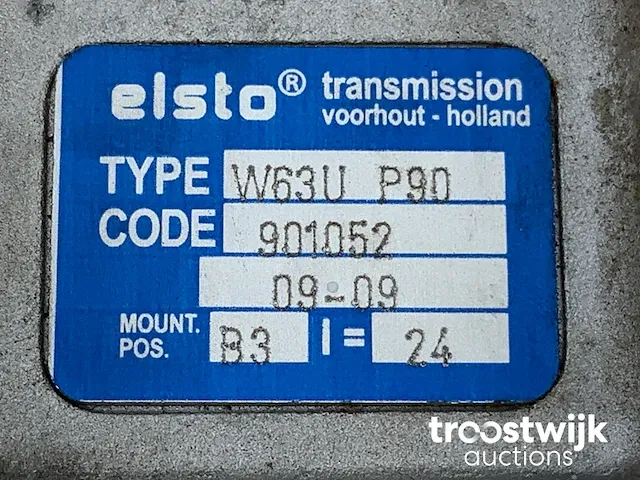 elsto® transmission
voorhout - holland
TYPE W63U P90
CODE 901052
09-09
MOUNT. POS. B3 I = 24
troostwijk
auctions